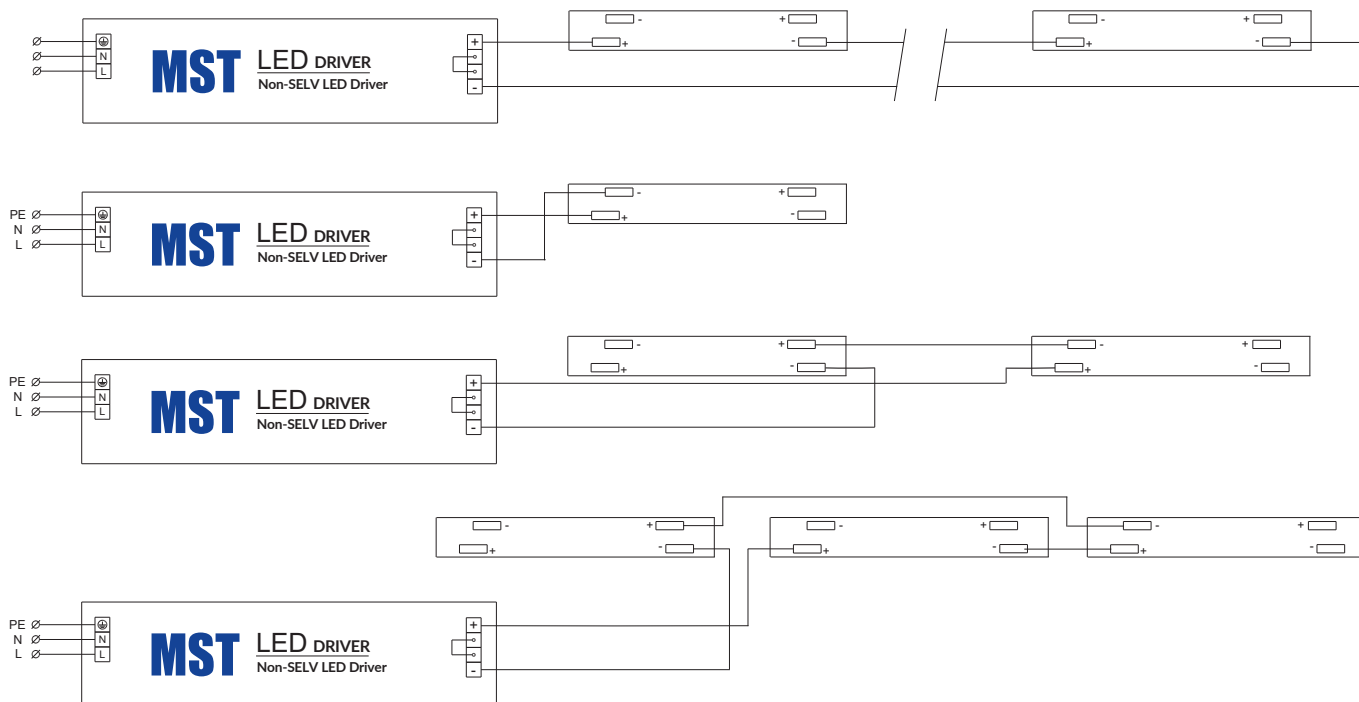 - + - +
+ - + -
⏚
N
L
MST LED DRIVER
Non-SELV LED Driver
+
-
- +
+ -
PE
N
L
⏚
N
L
MST LED DRIVER
Non-SELV LED Driver
+
-
- + - +
+ - + -
PE
N
L
⏚
N
L
MST LED DRIVER
Non-SELV LED Driver
+
-
- + - + - +
+ - + - + -
PE
N
L
⏚
N
L
MST LED DRIVER
Non-SELV LED Driver
+
-